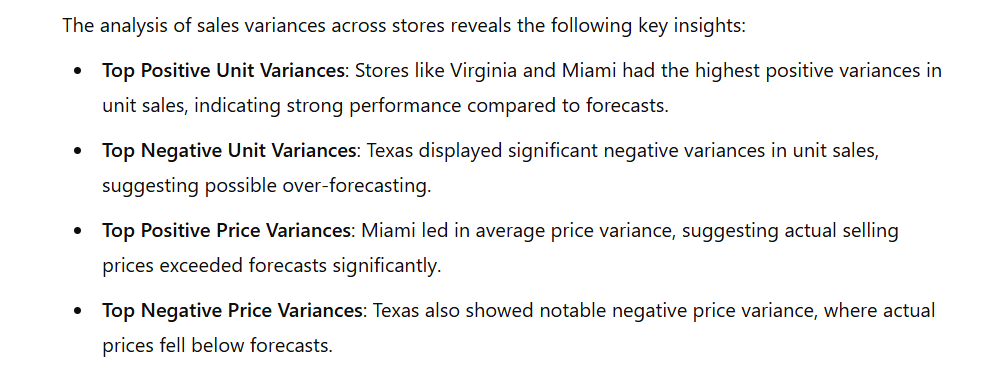 The analysis of sales variances across stores reveals the following key insights:
• Top Positive Unit Variances: Stores like Virginia and Miami had the highest positive variances in
unit sales, indicating strong performance compared to forecasts.
• Top Negative Unit Variances: Texas displayed significant negative variances in unit sales,
suggesting possible over-forecasting.
• Top Positive Price Variances: Miami led in average price variance, suggesting actual selling
prices exceeded forecasts significantly.
• Top Negative Price Variances: Texas also showed notable negative price variance, where actual
prices fell below forecasts.